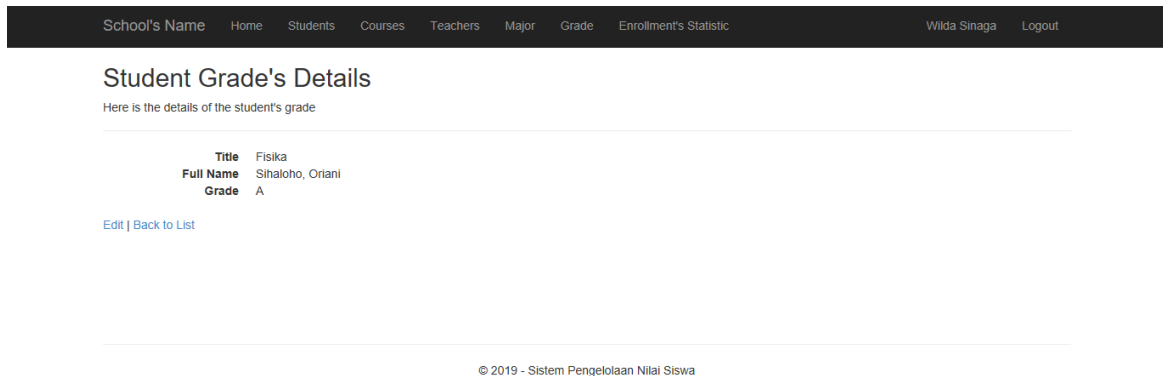 School's Name Home Students Courses Teachers Major Grade Enrollment's Statistic Wilda Sinaga Logout
Student Grade's Details
Here is the details of the student's grade
Title Fisika
Full Name Sihaloho, Oriani
Grade A
Edit | Back to List
© 2019 - Sistem Pengelolaan Nilai Siswa